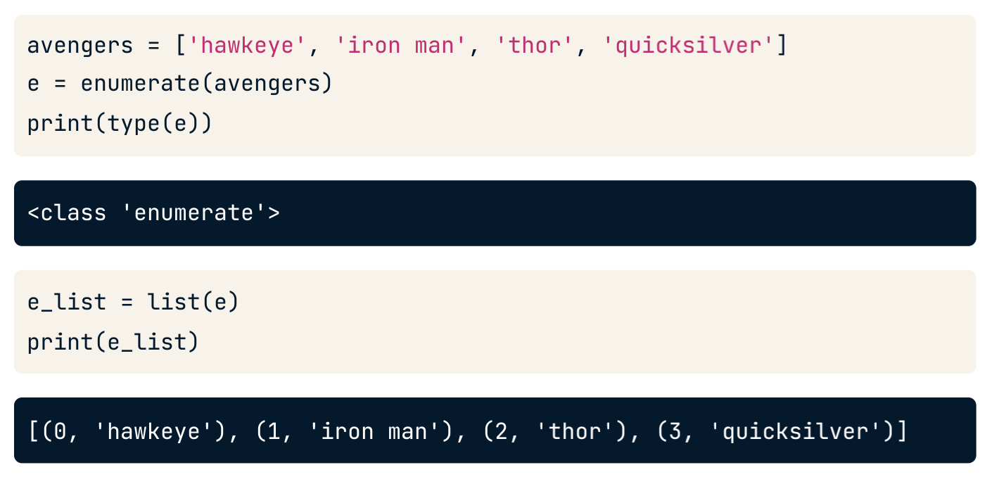 avengers = ['hawkeye', 'iron man', 'thor', 'quicksilver']
e = enumerate(avengers)
print(type(e))
<class 'enumerate'>
e_list = list(e)
print(e_list)
[(0, 'hawkeye'), (1, 'iron man'), (2, 'thor'), (3, 'quicksilver')]